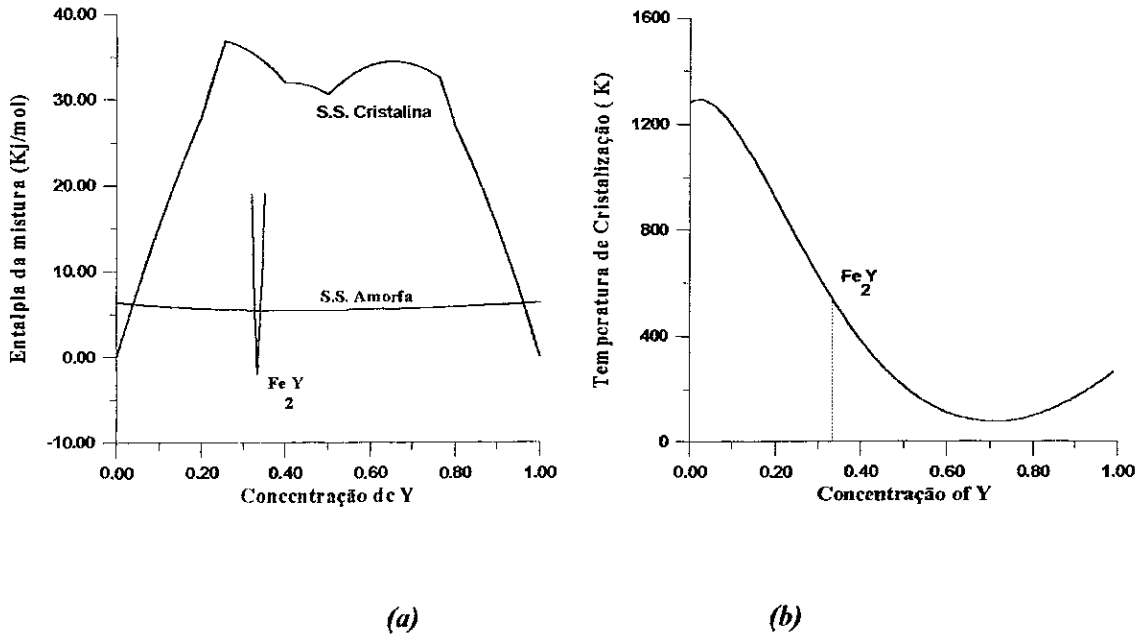 40.00
30.00
20.00
10.00
0.00
-10.00
Entalpla da mistura (Kj/mol)
S.S. Cristalina
S.S. Amorfa
Fe Y
2
0.00 0.20 0.40 0.60 0.80 1.00
Concentração de Y
1600
1200
800
400
0
Temperatura de Cristalização ( K)
Fe Y
2
0.00 0.20 0.40 0.60 0.80 1.00
Concentração of Y
(a)
(b)